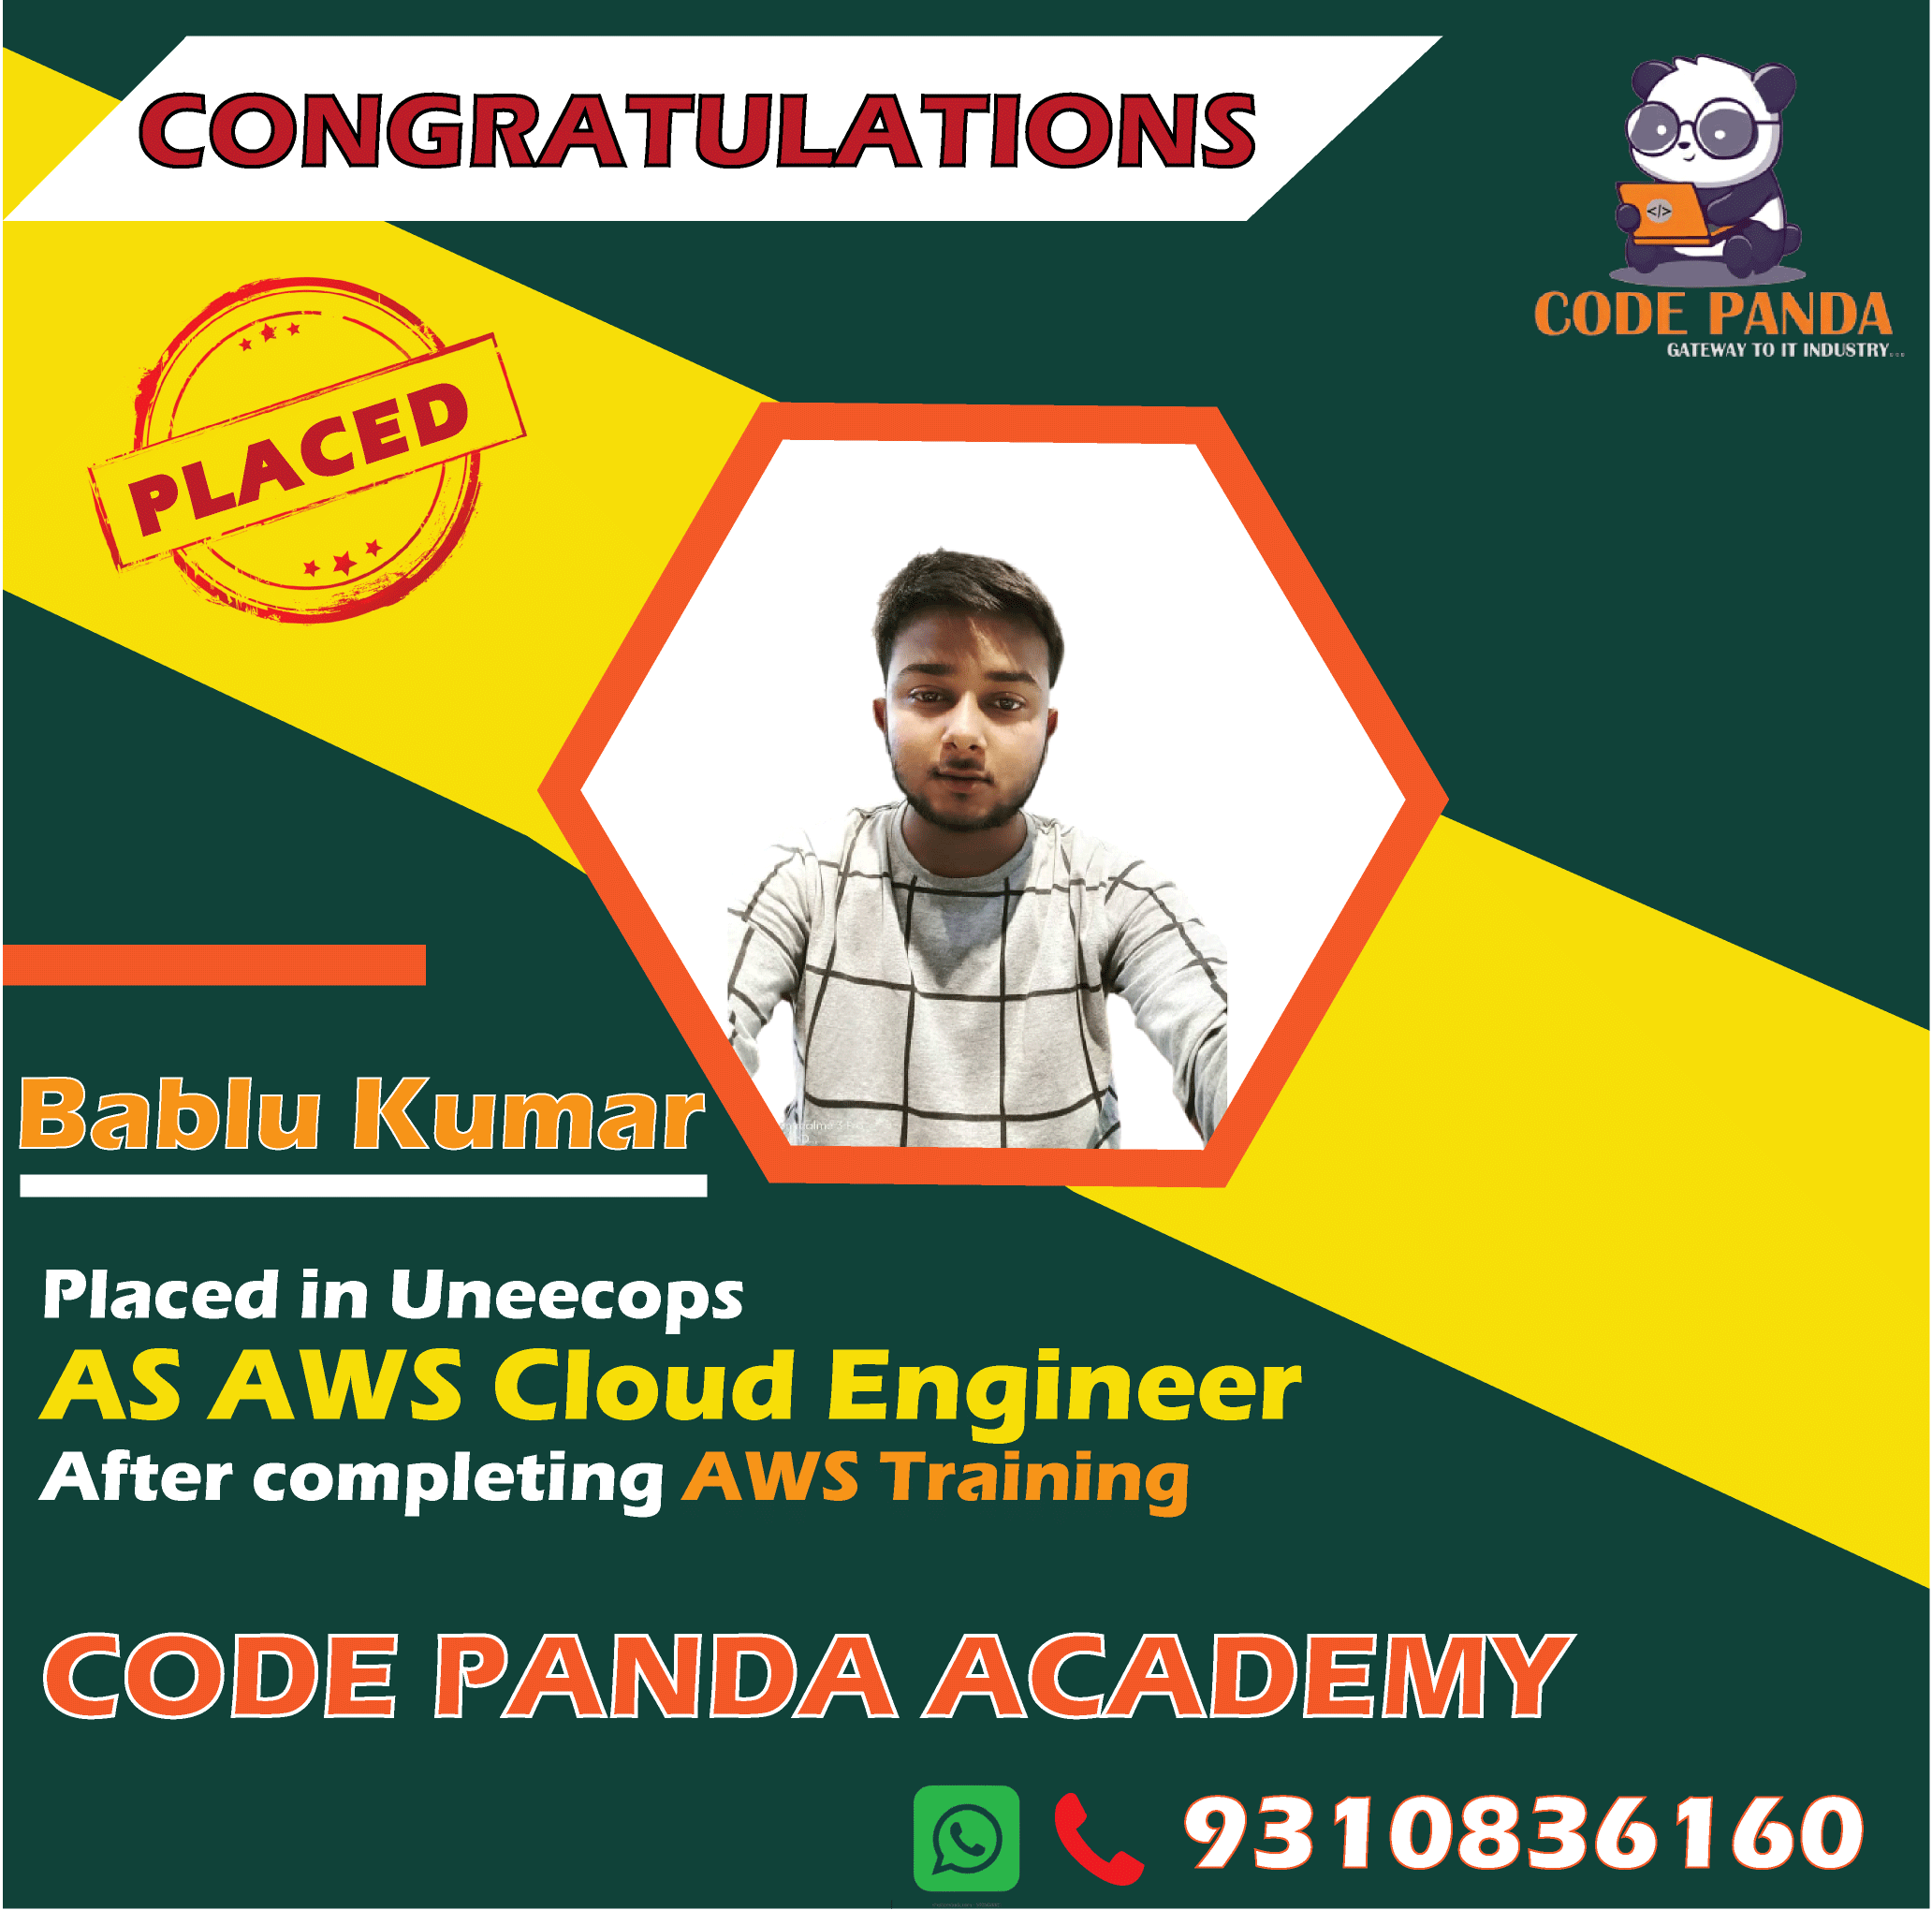 CONGRATULATIONS
</>
CODE PANDA
GATEWAY TO IT INDUSTRY...
PLACED
Bablu Kumar
Placed in Uneecops
AS AWS Cloud Engineer
After completing AWS Training
CODE PANDA ACADEMY
9310836160